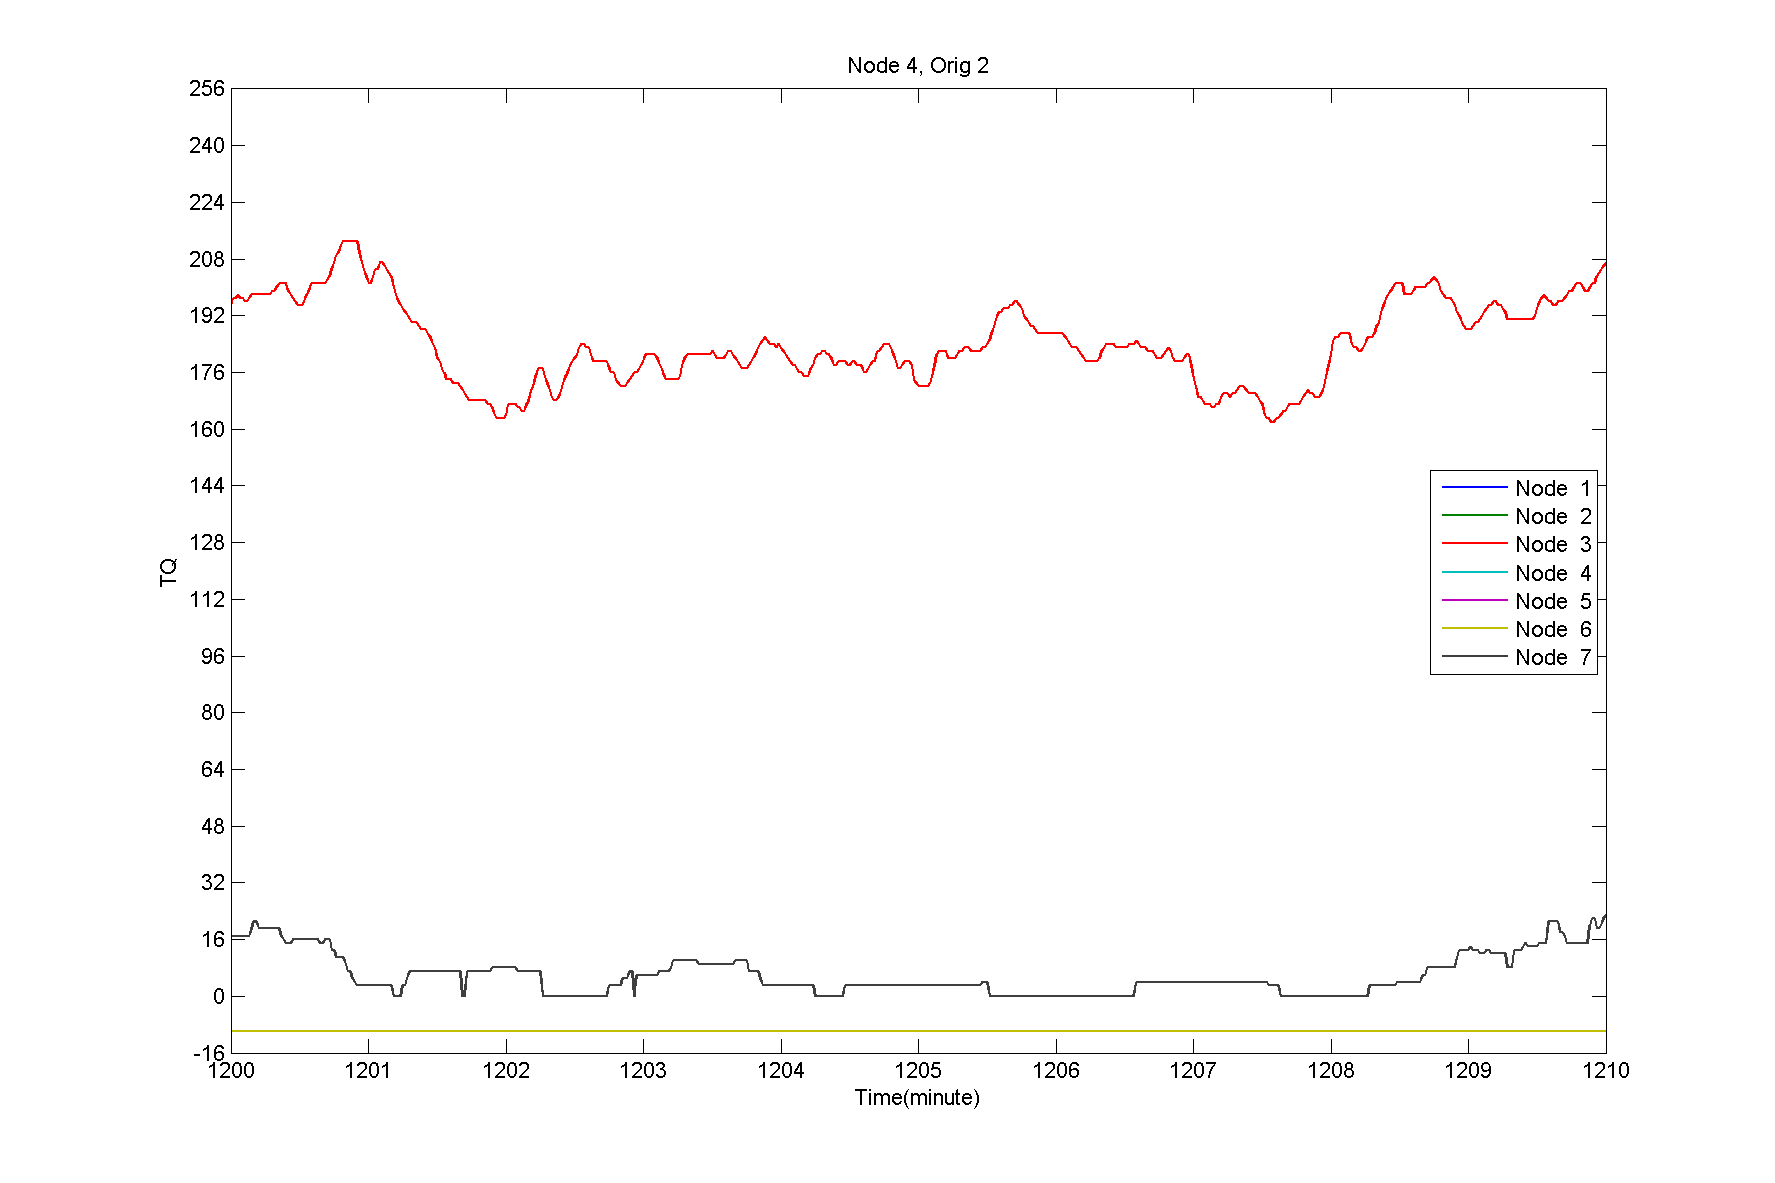 Node 4, Orig 2
256
240
224
208
192
176
160
144
128
112
96
80
64
48
32
16
0
-16
TQ
Node 1
Node 2
Node 3
Node 4
Node 5
Node 6
Node 7
1200 1201 1202 1203 1204 1205 1206 1207 1208 1209 1210
Time(minute)